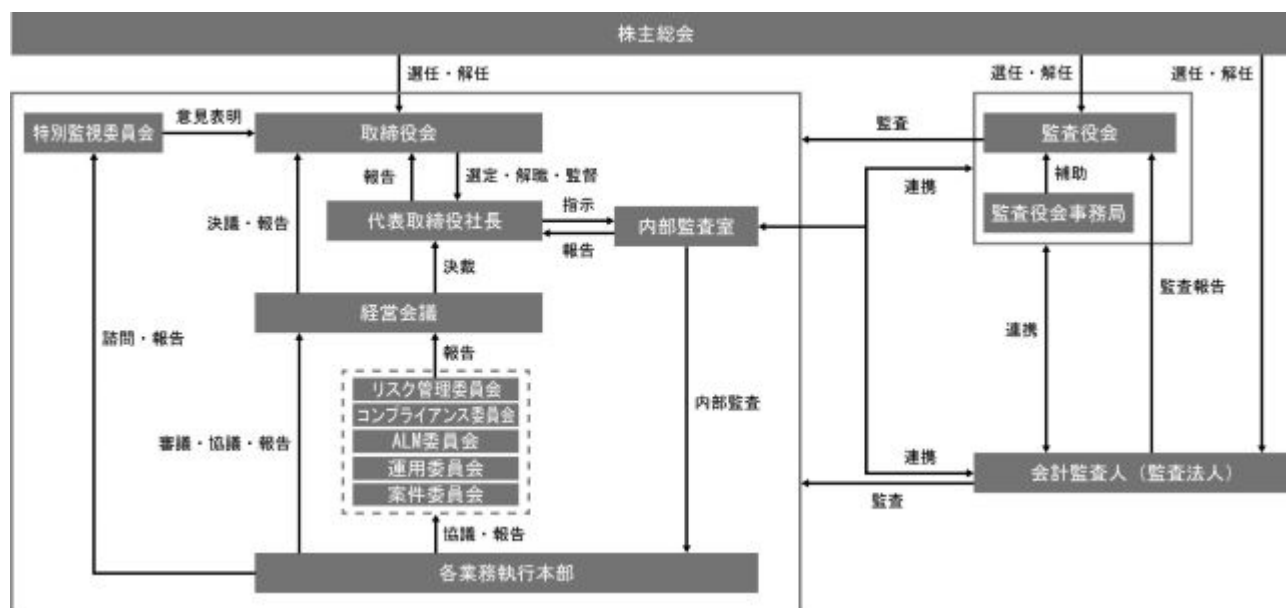 株主総会
選任・解任
選任・解任
選任・解任
特別監視委員会
意見表明
取締役会
監査
監査役会
報告
選定・解職・監督
連携
補助
決議・報告
代表取締役社長
指示
報告
内部監査室
監査役会事務局
決裁
経営会議
監査報告
諮問・報告
報告
連携
リスク管理委員会
コンプライアンス委員会
内部監査
審議・協議・報告
ALM委員会
運用委員会
連携
会計監査人（監査法人）
案件委員会
監査
協議・報告
各業務執行本部